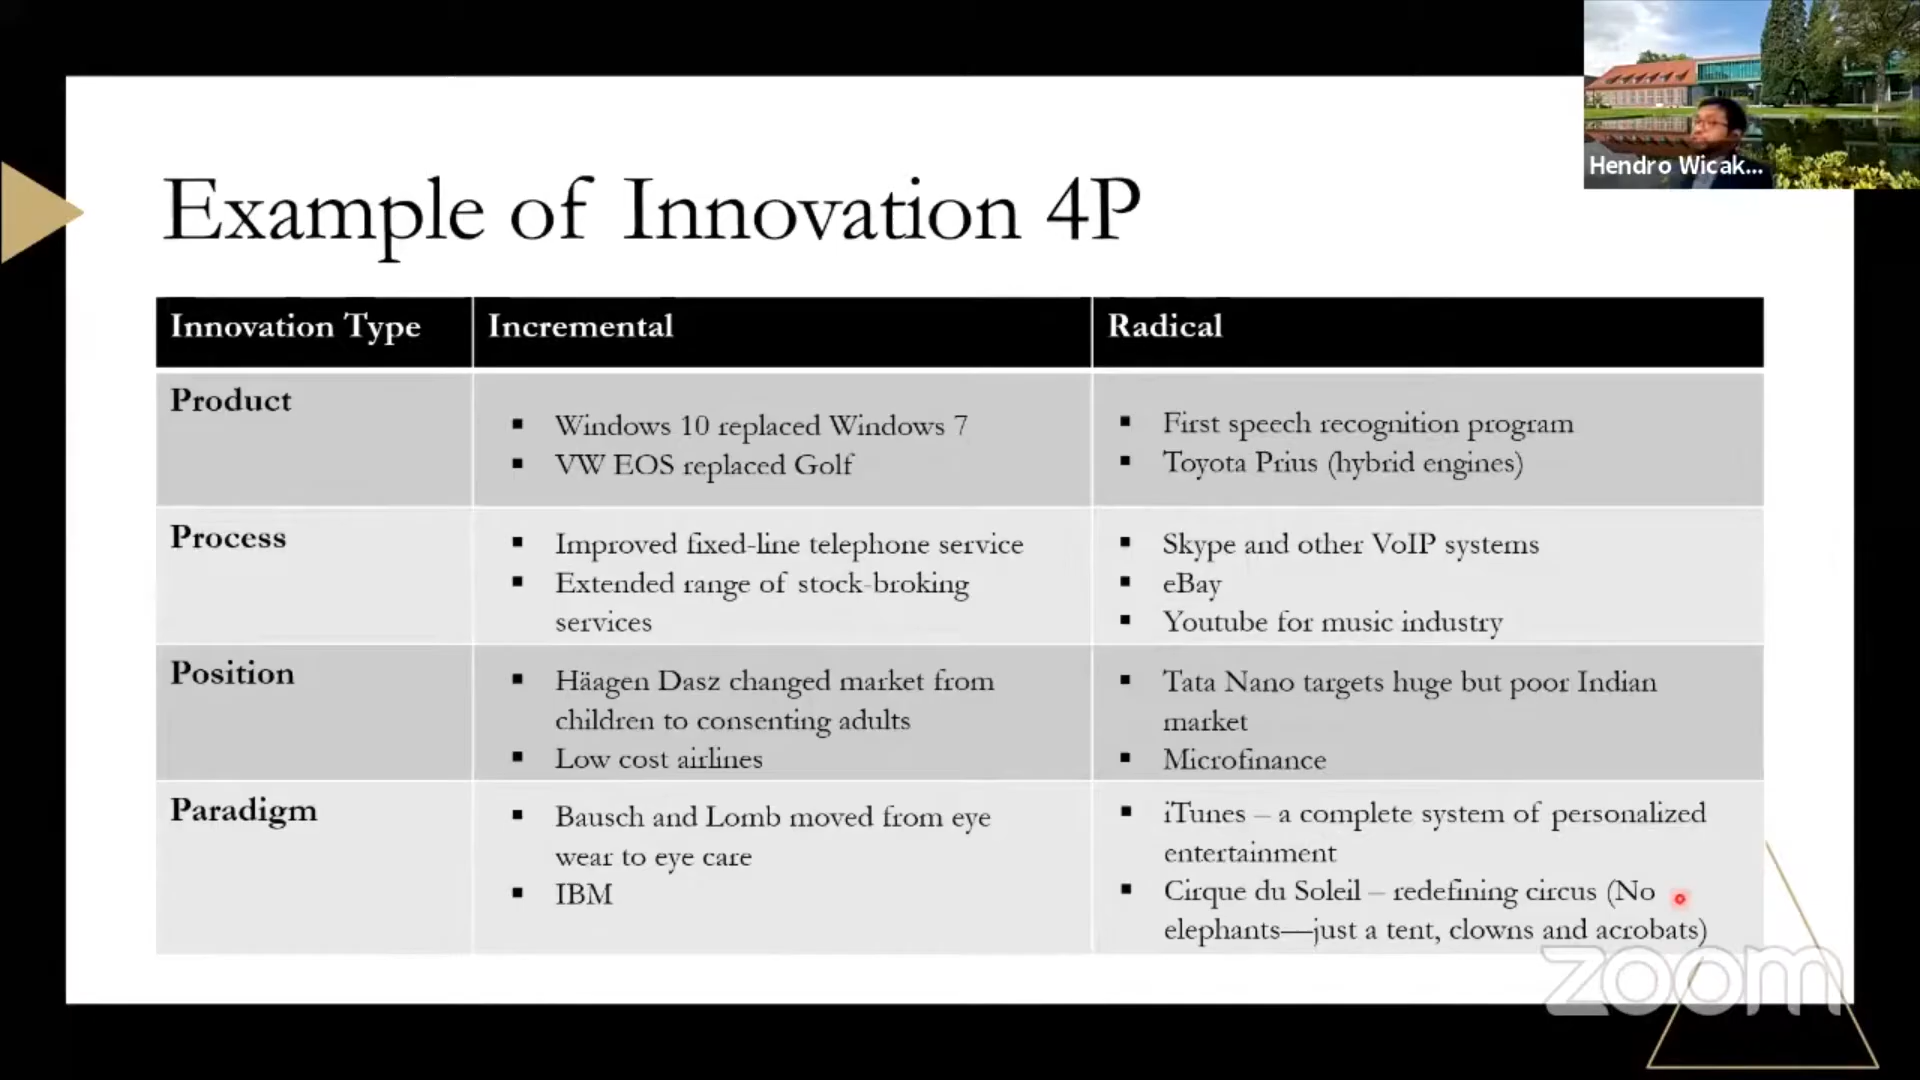 Hendro Wicak...
Example of Innovation 4P
Innovation Type
Incremental
Radical
Product
▪ Windows 10 replaced Windows 7
▪ VW EOS replaced Golf
▪ First speech recognition program
▪ Toyota Prius (hybrid engines)
Process
▪ Improved fixed-line telephone service
▪ Extended range of stock-broking
services
▪ Skype and other VoIP systems
▪ eBay
▪ Youtube for music industry
Position
▪ Häagen Dasz changed market from
children to consenting adults
▪ Low cost airlines
▪ Tata Nano targets huge but poor Indian
market
▪ Microfinance
Paradigm
▪ Bausch and Lomb moved from eye
wear to eye care
▪ IBM
▪ iTunes – a complete system of personalized
entertainment
▪ Cirque du Soleil – redefining circus (No
elephants—just a tent, clowns and acrobats)
zoom